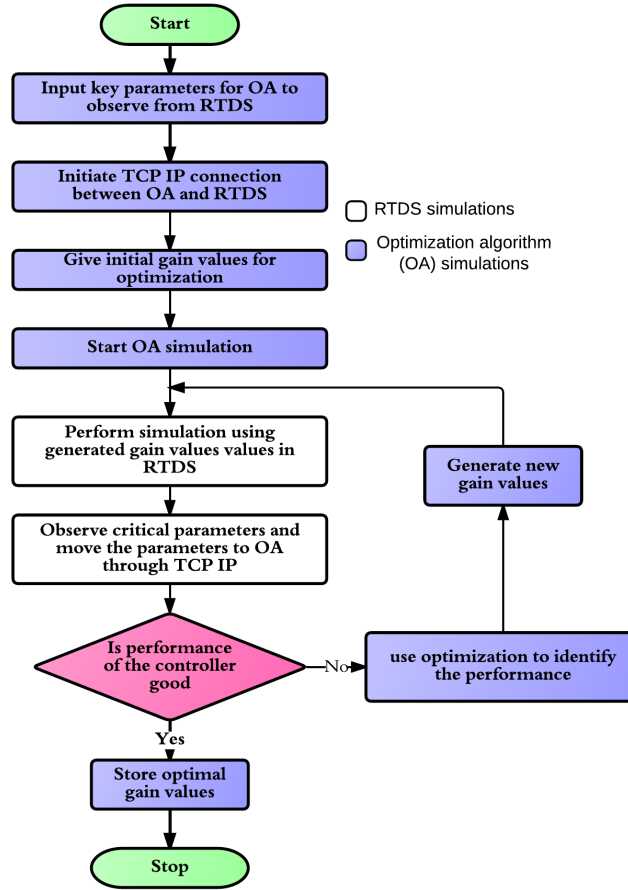 Start
Input key parameters for OA to
observe from RTDS
Initiate TCP IP connection
between OA and RTDS
RTDS simulations
Optimization algorithm
(OA) simulations
Give initial gain values for
optimization
Start OA simulation
Perform simulation using
generated gain values values in
RTDS
Generate new
gain values
Observe critical parameters and
move the parameters to OA
through TCP IP
Is performance
of the controller
good
No
use optimization to identify
the performance
Yes
Store optimal
gain values
Stop